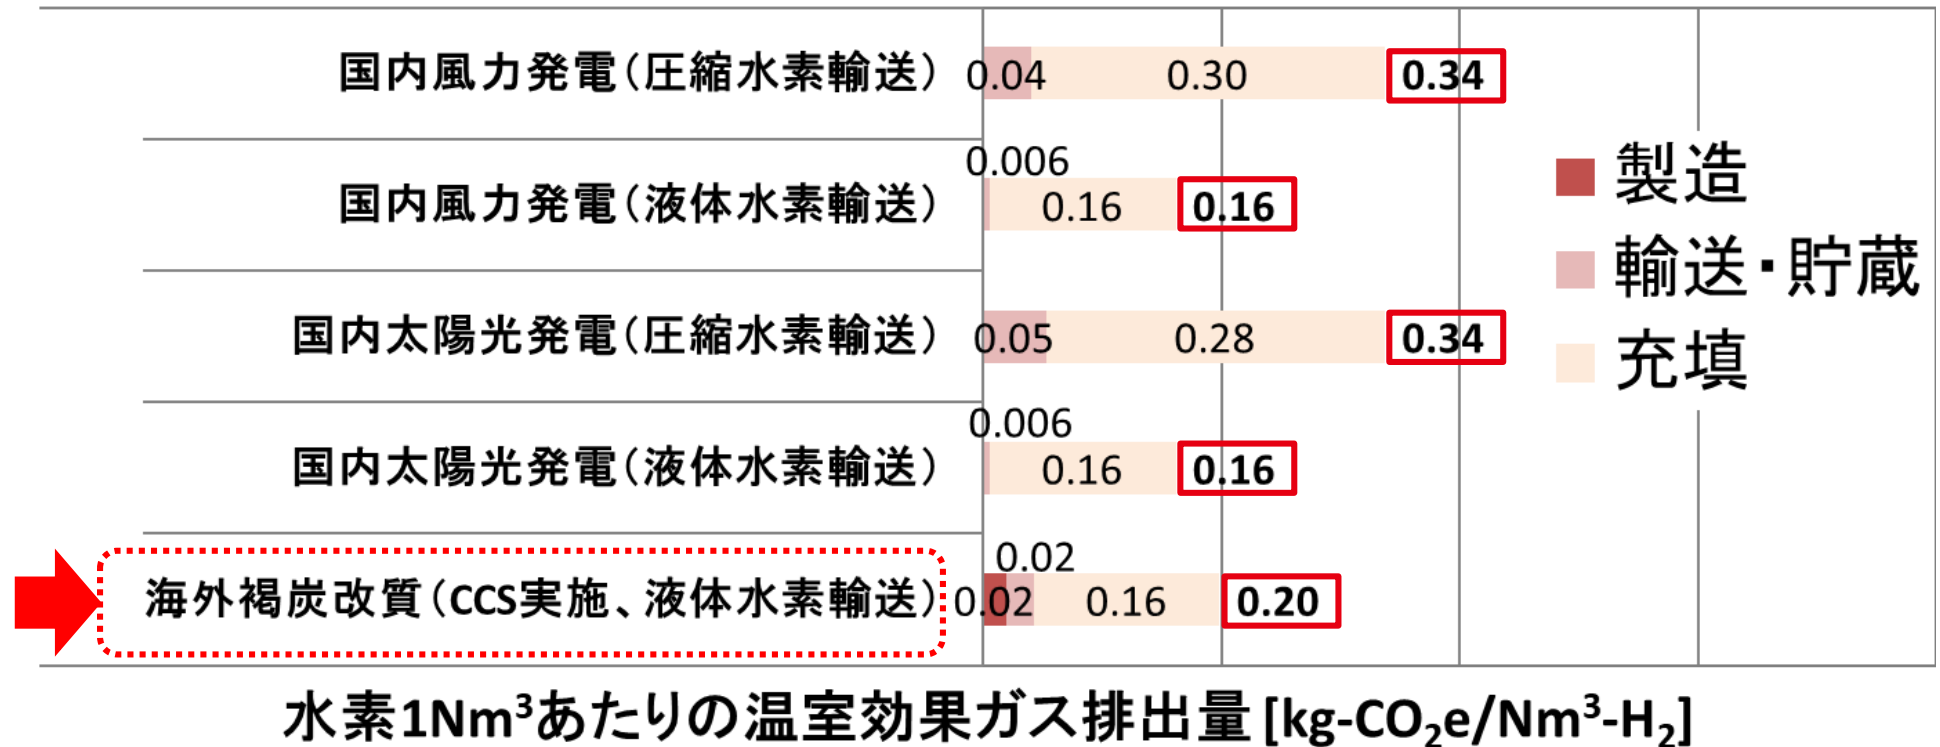 国内風力発電(圧縮水素輸送) 0.04 0.30 0.34
0.006
国内風力発電(液体水素輸送) 0.16 0.16
国内太陽光発電(圧縮水素輸送) 0.05 0.28 0.34
0.006
国内太陽光発電(液体水素輸送) 0.16 0.16
0.02
海外褐炭改質(CCS実施、液体水素輸送) 0.02 0.16 0.20
製造
輸送・貯蔵
充填
水素1Nm³あたりの温室効果ガス排出量 [kg-CO₂e/Nm³-H₂]